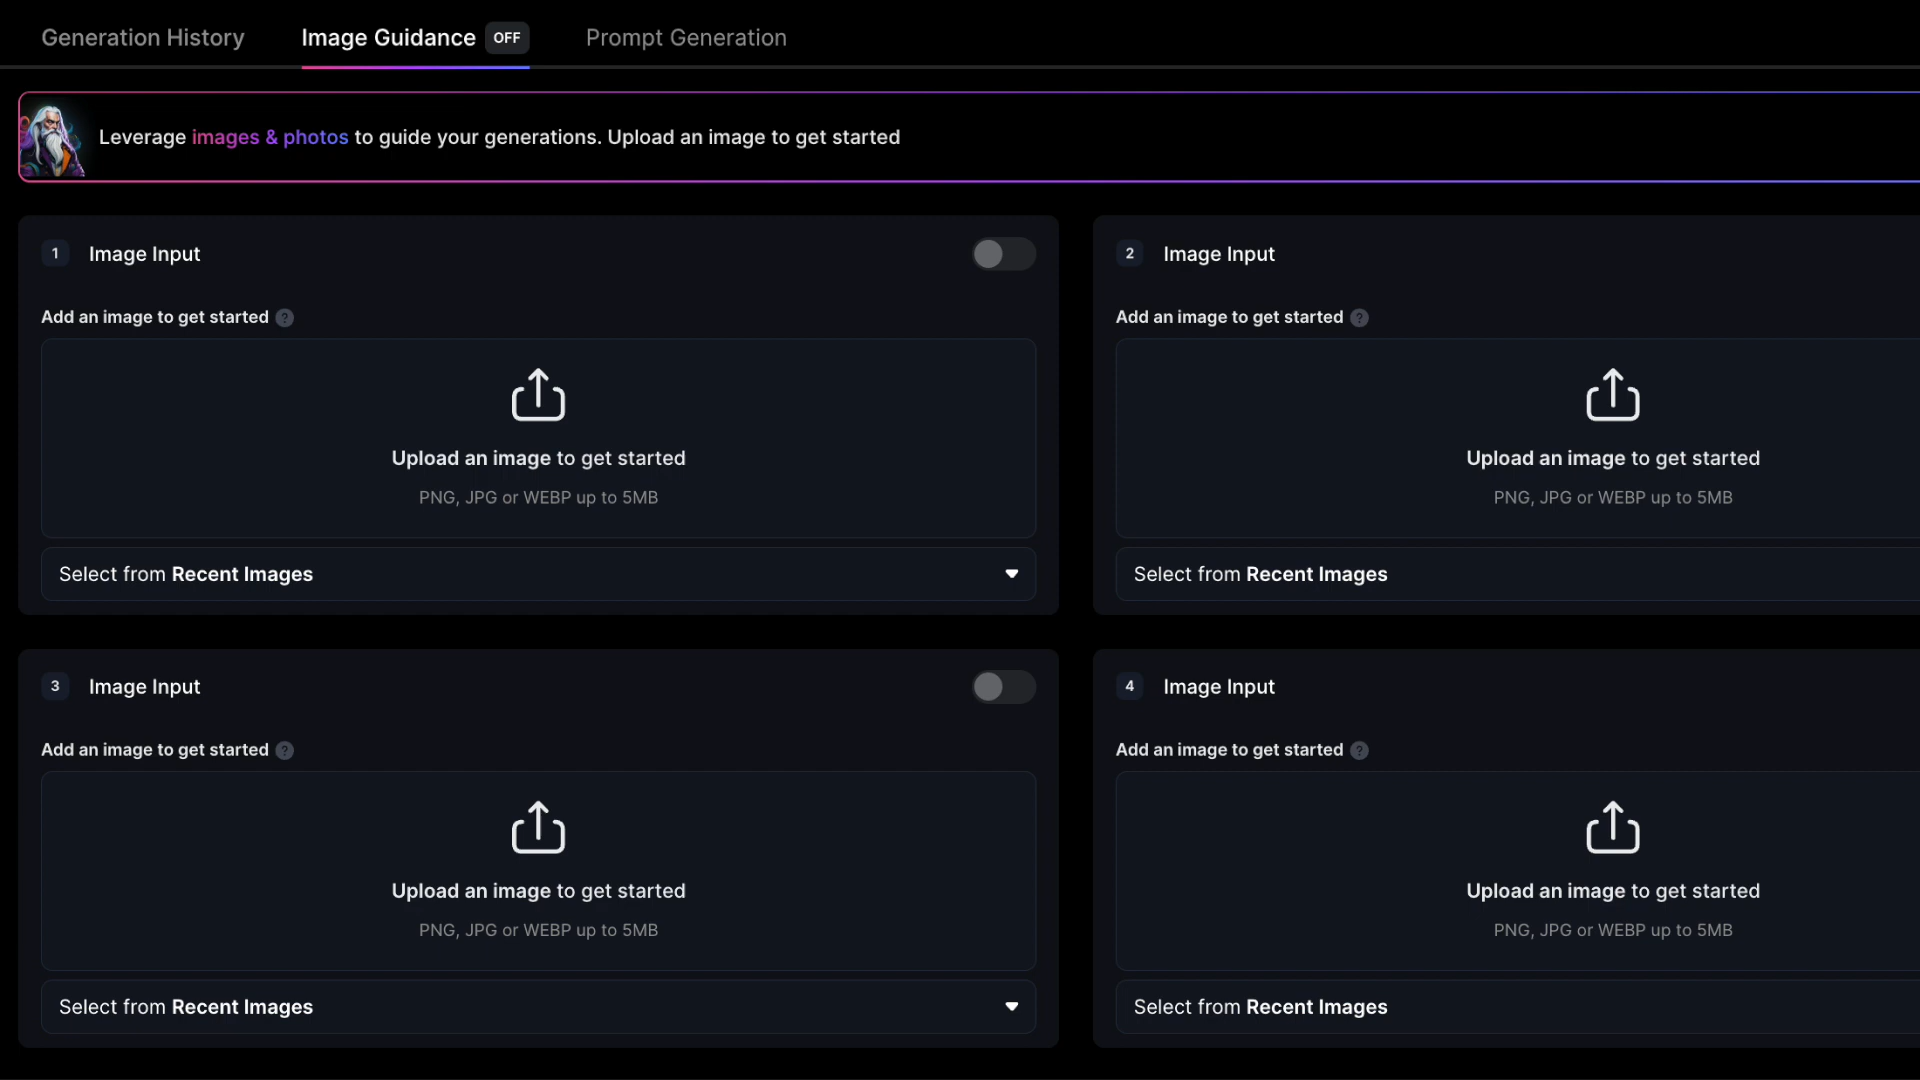 Generation History
Image Guidance OFF
Prompt Generation
Leverage images & photos to guide your generations. Upload an image to get started
1 Image Input
Add an image to get started ?
Upload an image to get started
PNG, JPG or WEBP up to 5MB
Select from Recent Images
2 Image Input
Add an image to get started ?
Upload an image to get started
PNG, JPG or WEBP up to 5MB
Select from Recent Images
3 Image Input
Add an image to get started ?
Upload an image to get started
PNG, JPG or WEBP up to 5MB
Select from Recent Images
4 Image Input
Add an image to get started ?
Upload an image to get started
PNG, JPG or WEBP up to 5MB
Select from Recent Images